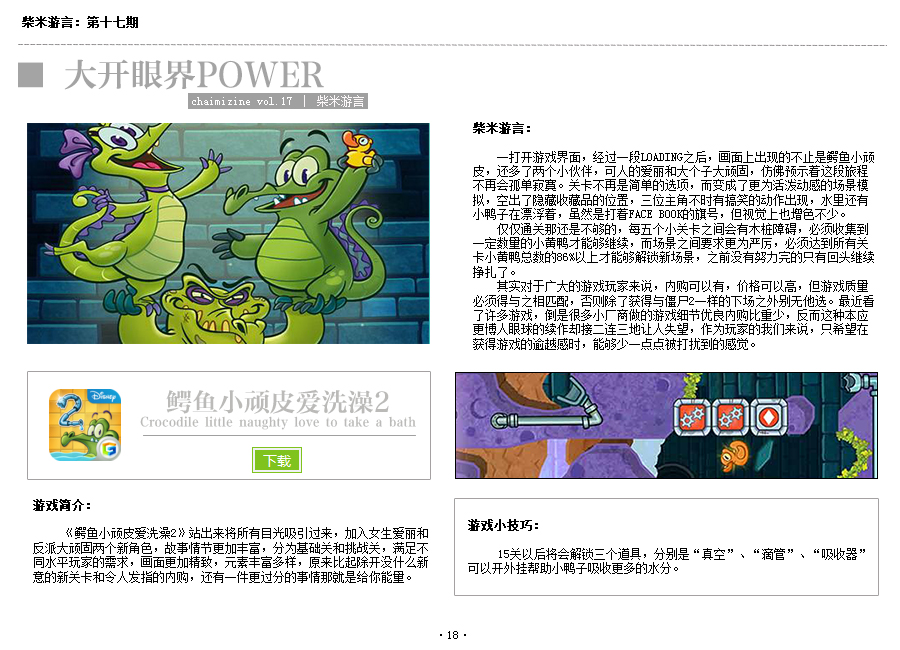 柴米游言：第十七期
大开眼界POWER
chaimizine vol.17 | 柴米游言
柴米游言：
一打开游戏界面，经过一段LOADING之后，画面上出现的不止是鳄鱼小顽
皮，还多了两个小伙伴，可人的爱丽和大个子大顽固，仿佛预示着这段旅程
不再会孤单寂寞。关卡不再是简单的选项，而变成了更为活泼动感的场景模
拟，空出了隐藏收藏品的位置，三位主角不时有搞笑的动作出现，水里还有
小鸭子在漂浮着，虽然是打着FACE BOOK的旗号，但视觉上也增色不少。
仅仅通关那还是不够的，每五个小关卡之间会有木桩障碍，必须收集到
一定数量的小黄鸭才能够继续，而场景之间要求更为严厉，必须达到所有关
卡小黄鸭总数的86%以上才能够解锁新场景，之前没有努力完的只有回头继续
挣扎了。
其实对于广大的游戏玩家来说，内购可以有，价格可以高，但游戏质量
必须得与之相匹配，否则除了获得与僵尸2一样的下场之外别无他选。最近看
了许多游戏，倒是很多小厂商做的游戏细节优良内购比重少，反而这种本应
更博人眼球的续作却接二连三地让人失望，作为玩家的我们来说，只希望在
获得游戏的逾越感时，能够少一点点被打扰到的感觉。
Disney
2
鳄鱼小顽皮爱洗澡2
Crocodile little naughty love to take a bath
下载
游戏简介：
《鳄鱼小顽皮爱洗澡2》站出来将所有目光吸引过来，加入女生爱丽和
反派大顽固两个新角色，故事情节更加丰富，分为基础关和挑战关，满足不
同水平玩家的需求，画面更加精致，元素丰富多样，原来比起除开没什么新
意的新关卡和令人发指的内购，还有一件更过分的事情那就是给你能量。
游戏小技巧：
15关以后将会解锁三个道具，分别是“真空”、“滴管”、“吸收器”
可以开外挂帮助小鸭子吸收更多的水分。
·18·